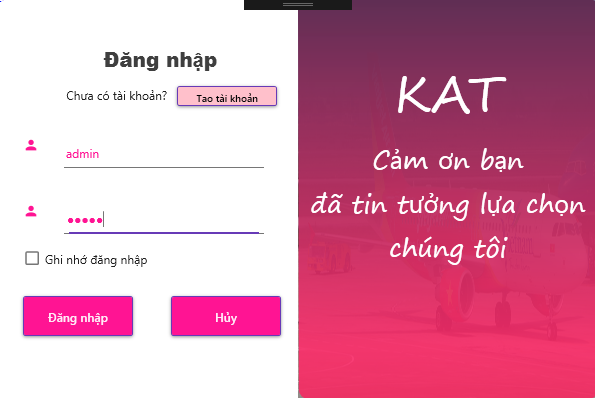 Đăng nhập
Chưa có tài khoản? Tao tài khoản
admin
●●●●●
Ghi nhớ đăng nhập
Đăng nhập Hủy
KAT
Cảm ơn bạn
đã tin tưởng lựa chọn
chúng tôi